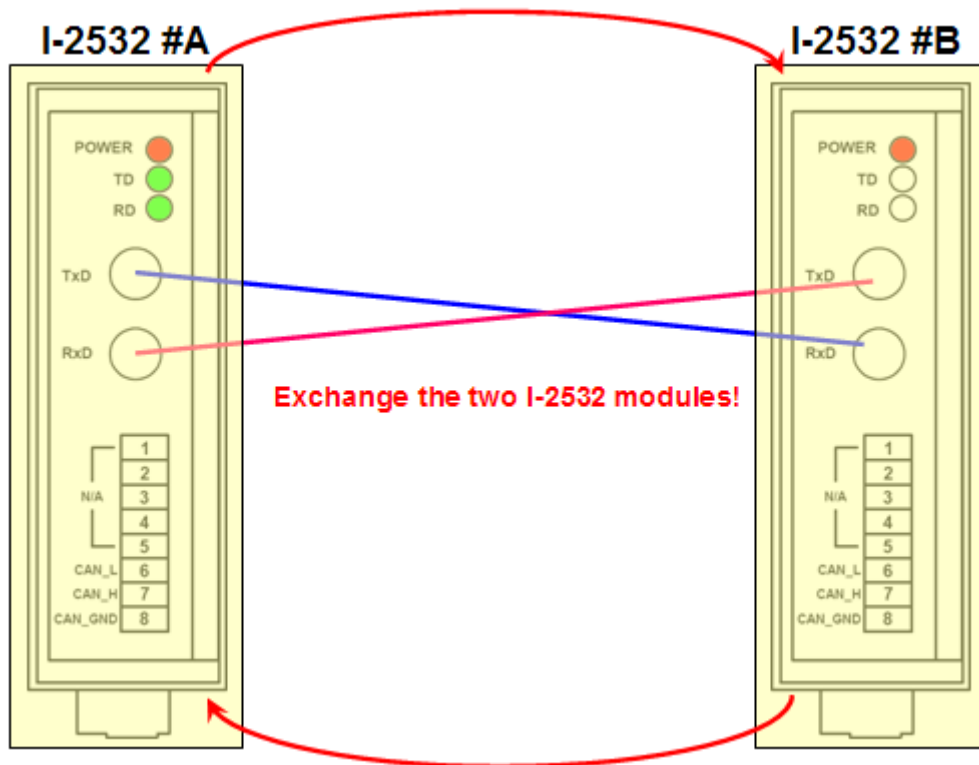 I-2532 #A
POWER
TD
RD
TxD
RxD
1
2
N/A 3
4
5
CAN_L 6
CAN_H 7
CAN_GND 8
Exchange the two I-2532 modules!
I-2532 #B
POWER
TD
RD
TxD
RxD
1
2
N/A 3
4
5
CAN_L 6
CAN_H 7
CAN_GND 8